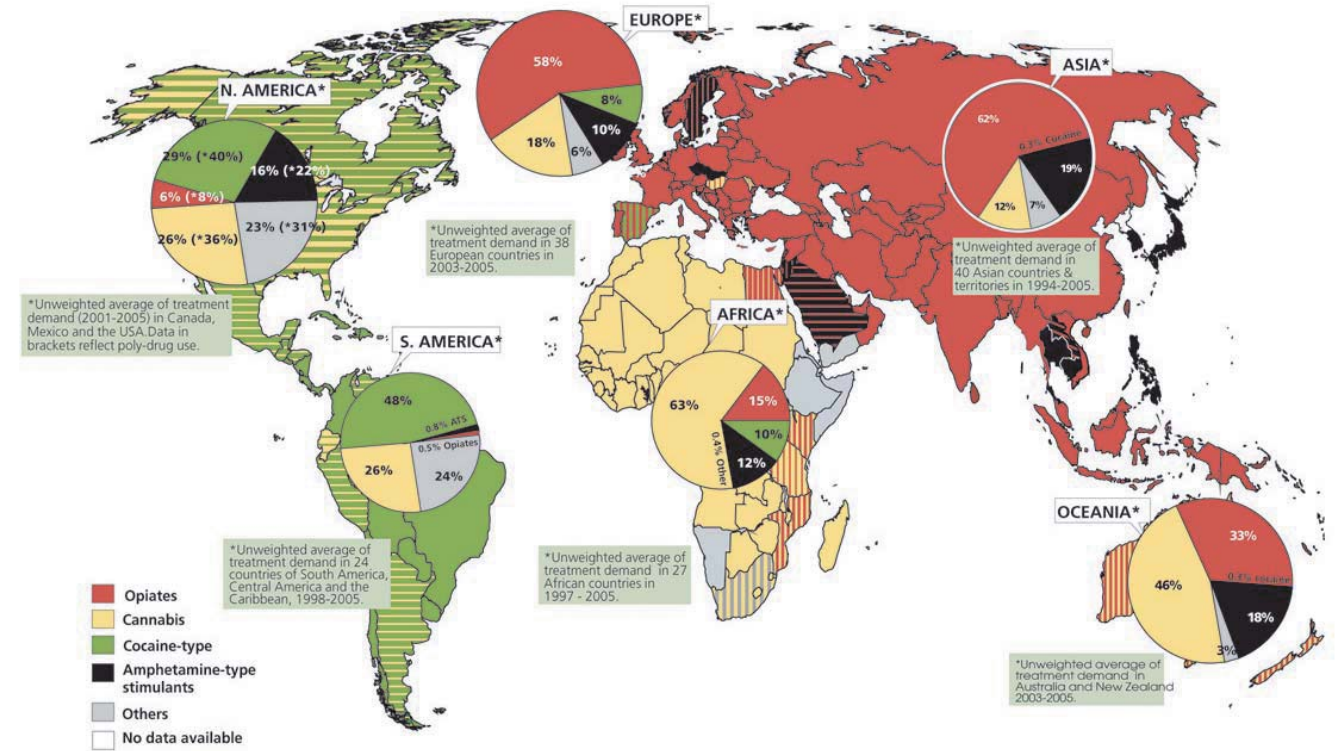 EUROPE*
58%
8%
10%
6%
18%
*Unweighted average of
treatment demand in 38
European countries in
2003-2005.
ASIA*
62%
0.3% Cocaine
19%
7%
12%
*Unweighted average of
treatment demand in
40 Asian countries &
territories in 1994-2005.
N. AMERICA*
29% (*40%)
16% (*22%)
6% (*8%)
23% (*31%)
26% (*36%)
*Unweighted average of treatment
demand (2001-2005) in Canada,
Mexico and the USA.Data in
brackets reflect poly-drug use.
S. AMERICA*
48%
0.8% ATS
0.5% Opiates
26%
24%
*Unweighted average of
treatment demand in 24
countries of South America,
Central America and the
Caribbean, 1998-2005.
AFRICA*
63%
15%
10%
12%
0.4% Other
*Unweighted average of
treatment demand in 27
African countries in
1997 - 2005.
OCEANIA*
33%
Cocaine
46%
18%
3%
*Unweighted average of
treatment demand in
Australia and New Zealand
2003-2005.
Opiates
Cannabis
Cocaine-type
Amphetamine-type
stimulants
Others
No data available